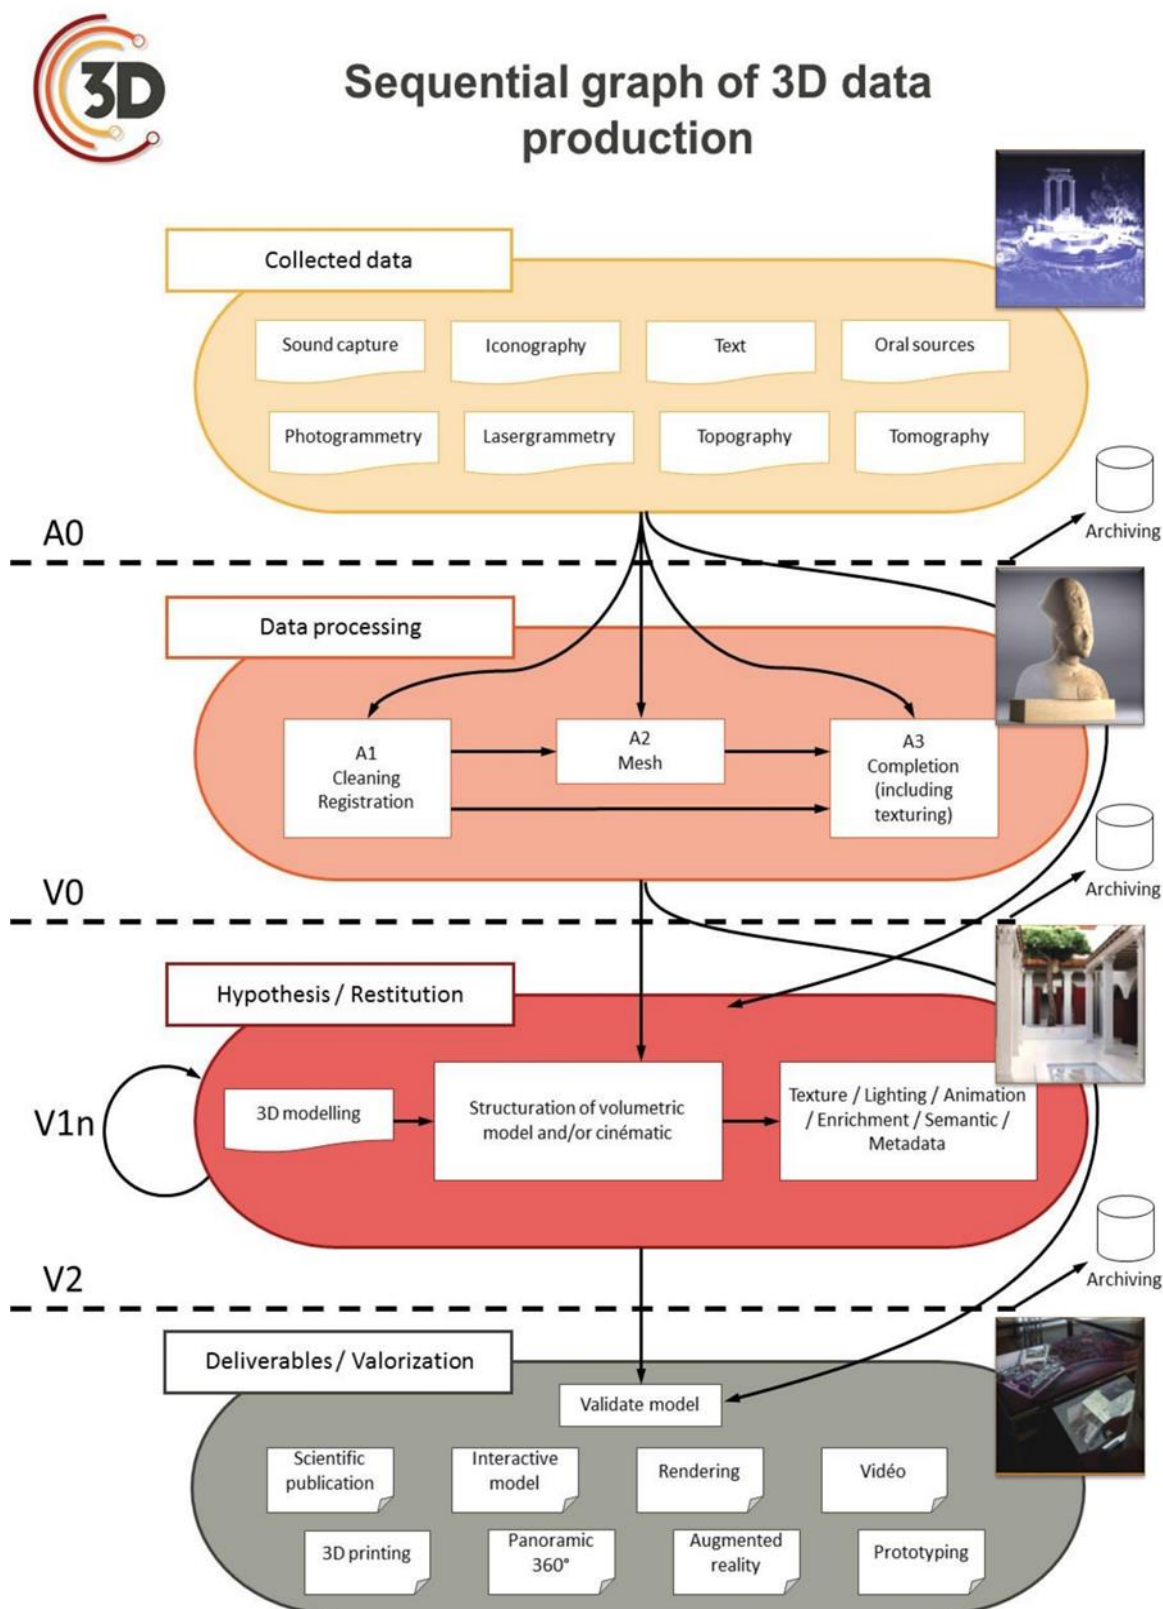 3D
Sequential graph of 3D data
production
Collected data
Sound capture
Iconography
Text
Oral sources
Photogrammetry
Lasergrammetry
Topography
Tomography
A0
Archiving
Data processing
A1
Cleaning
Registration
A2
Mesh
A3
Completion
(including
texturing)
V0
Archiving
Hypothesis / Restitution
V1n
3D modelling
Structuration of volumetric
model and/or cinématic
Texture / Lighting / Animation
/ Enrichment / Semantic /
Metadata
V2
Archiving
Deliverables / Valorization
Validate model
Scientific
publication
Interactive
model
Rendering
Vidéo
3D printing
Panoramic
360°
Augmented
reality
Prototyping